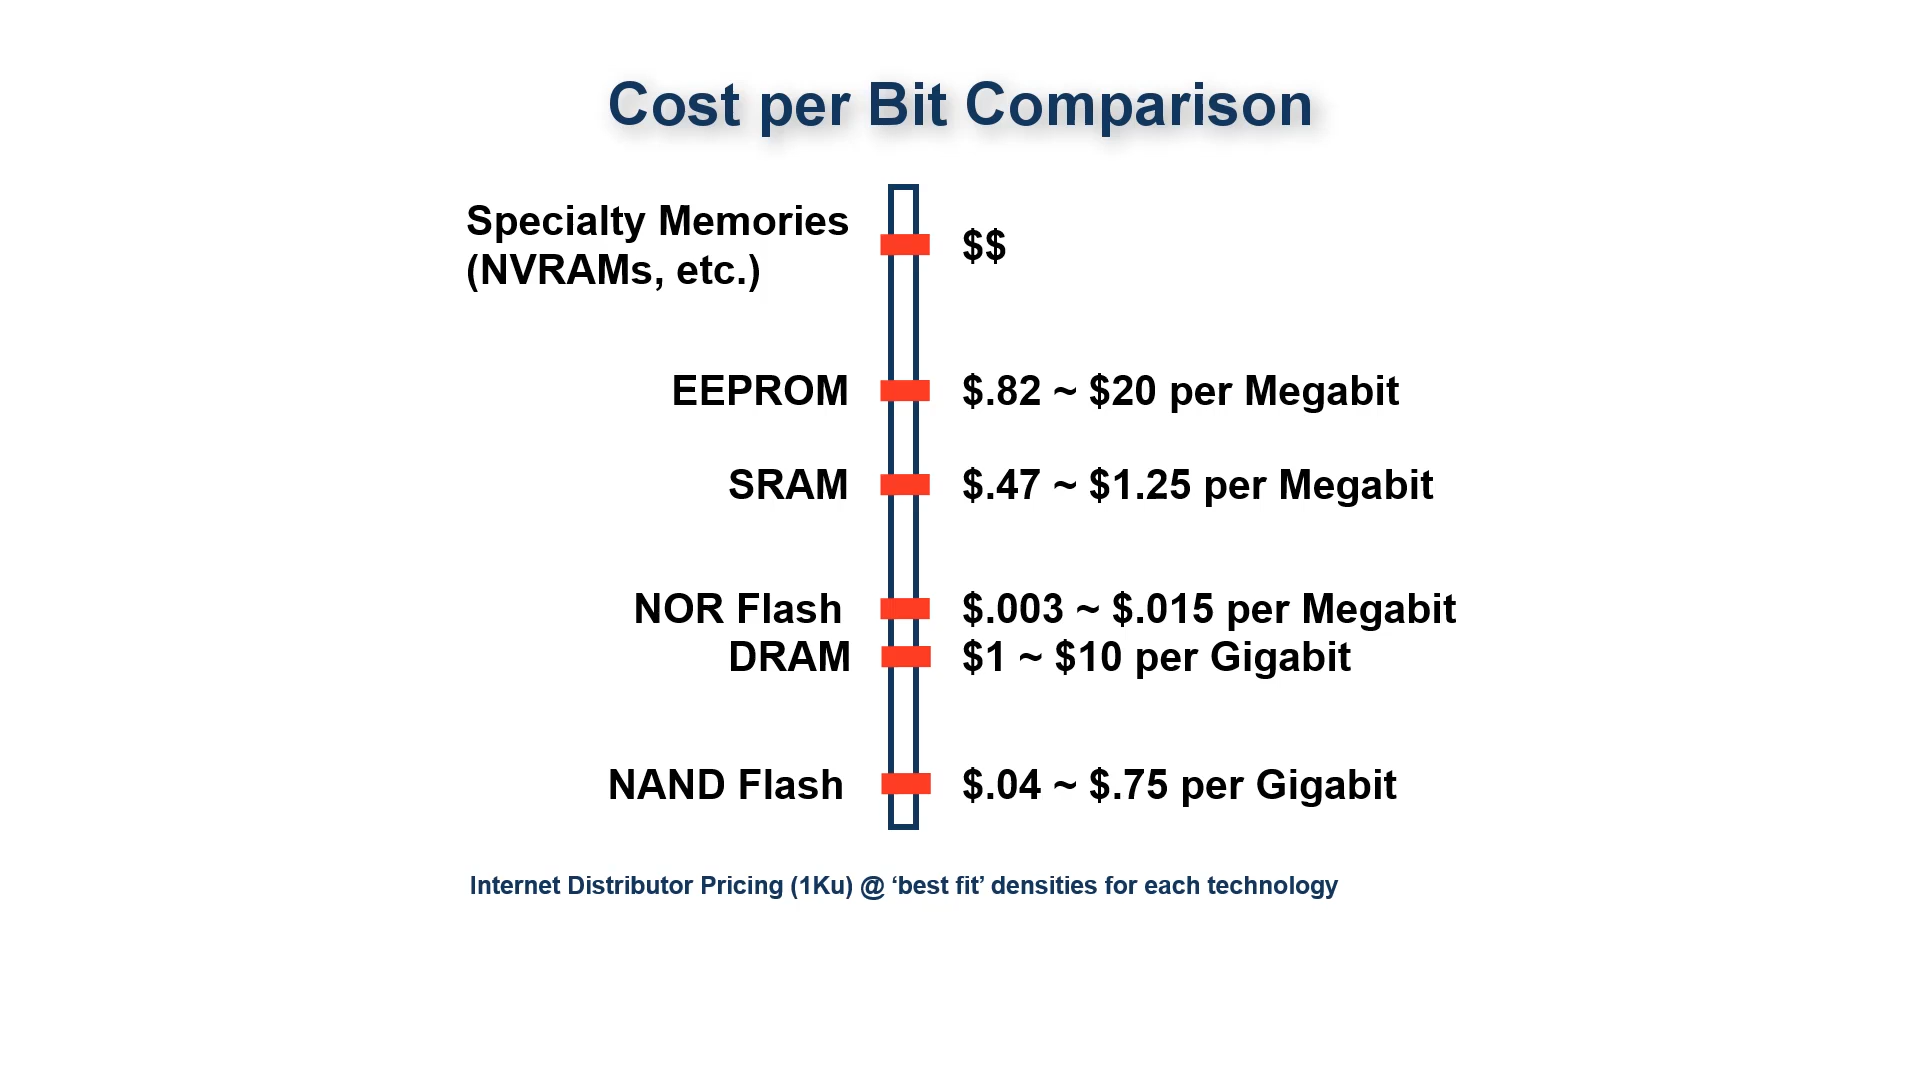 Cost per Bit Comparison
Specialty Memories
(NVRAMs, etc.)
$$
EEPROM
$.82 ~ $20 per Megabit
SRAM
$.47 ~ $1.25 per Megabit
NOR Flash
$.003 ~ $.015 per Megabit
DRAM
$1 ~ $10 per Gigabit
NAND Flash
$.04 ~ $.75 per Gigabit
Internet Distributor Pricing (1Ku) @ ‘best fit’ densities for each technology